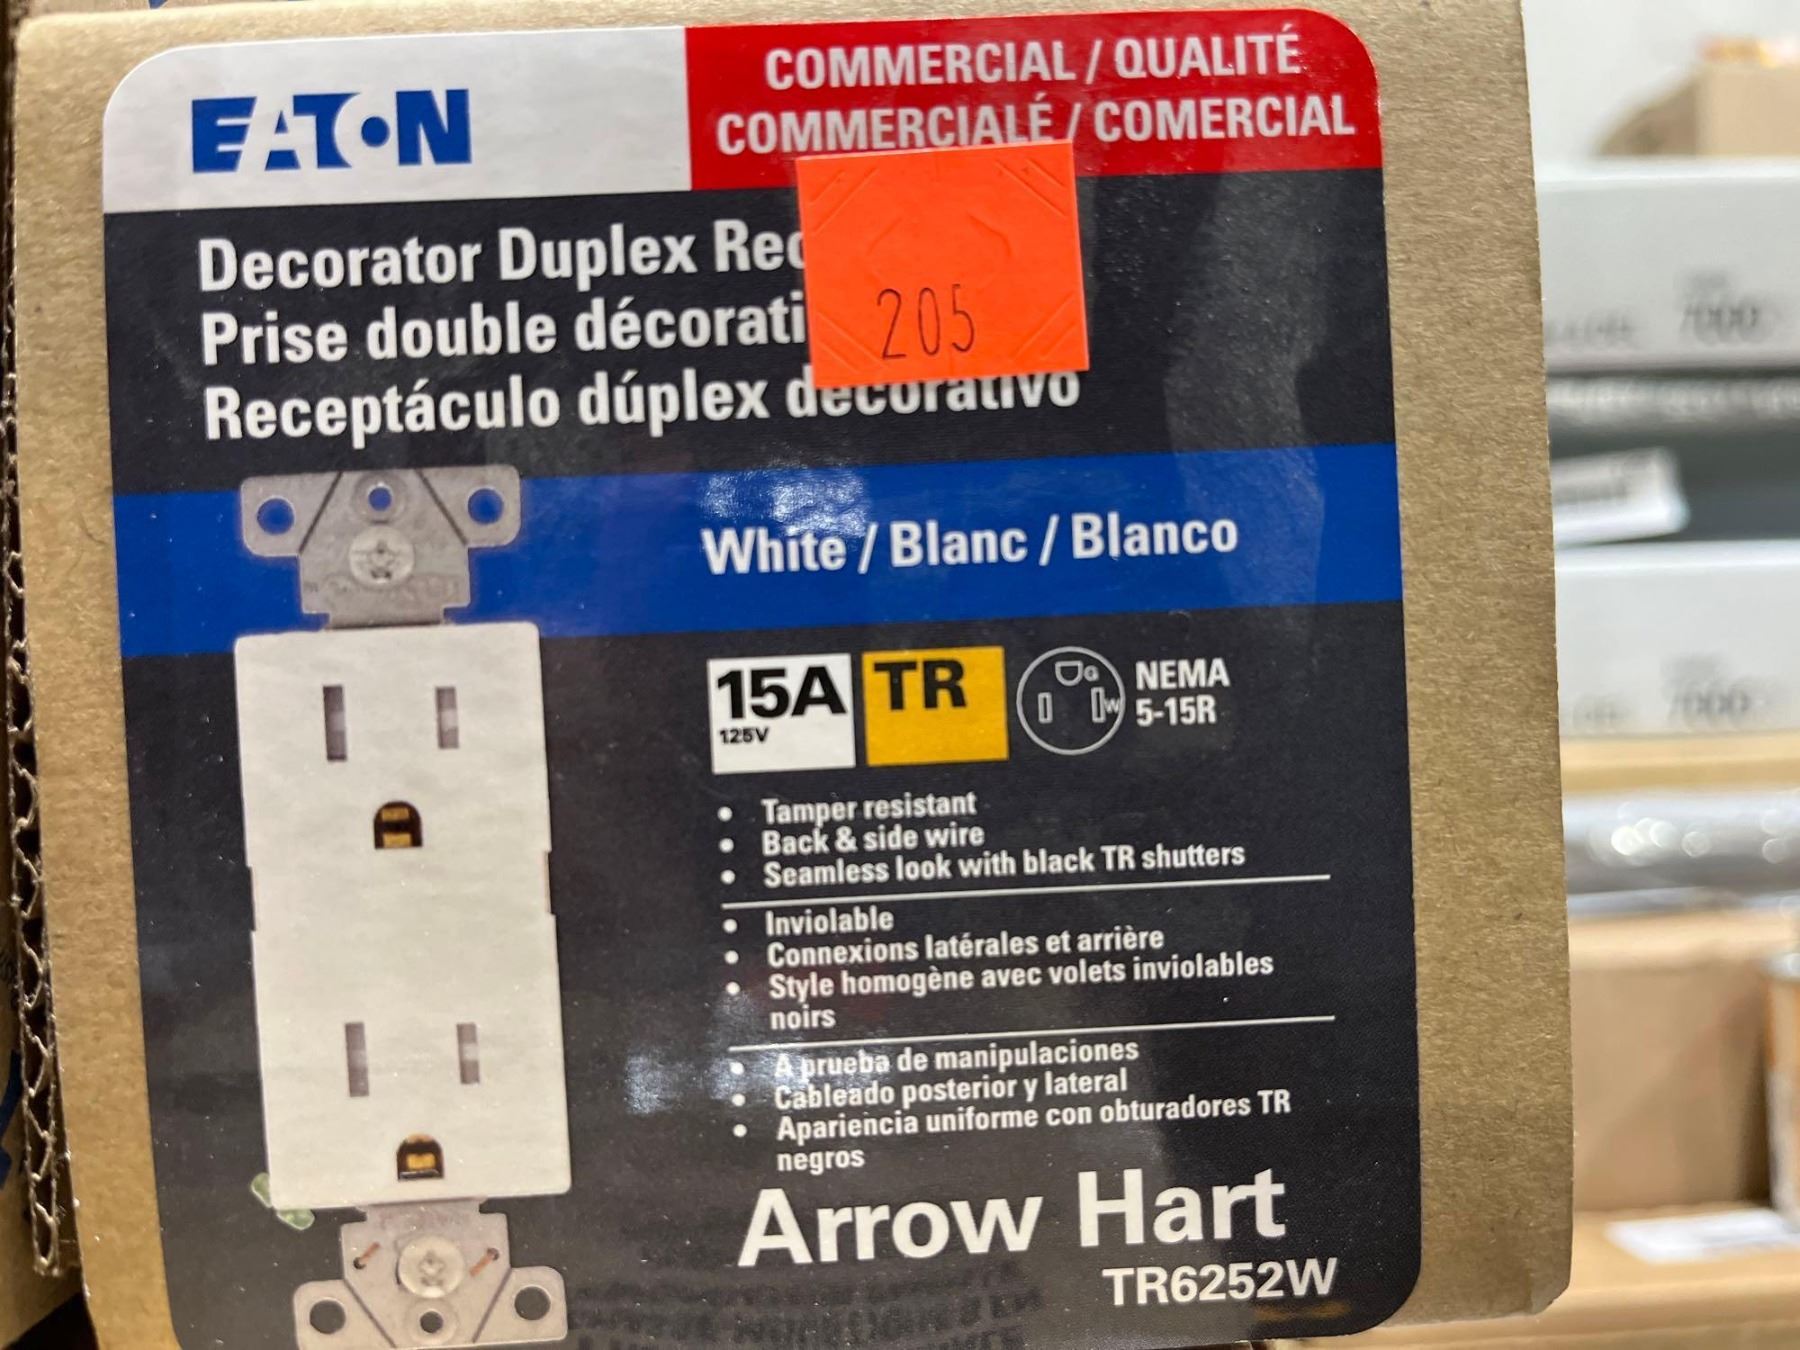 EATON
COMMERCIAL / QUALITÉ
COMMERCIALÉ / COMERCIAL
205
Decorator Duplex Rec
Prise double décorati
Receptáculo dúplex decorativo
White / Blanc / Blanco
15A
125V
TR
G
W
NEMA
5-15R
• Tamper resistant
• Back & side wire
• Seamless look with black TR shutters
• Inviolable
• Connexions latérales et arrière
• Style homogène avec volets inviolables
noirs
• A prueba de manipulaciones
• Cableado posterior y lateral
• Apariencia uniforme con obturadores TR
negros
Arrow Hart
TR6252W
7000
7000